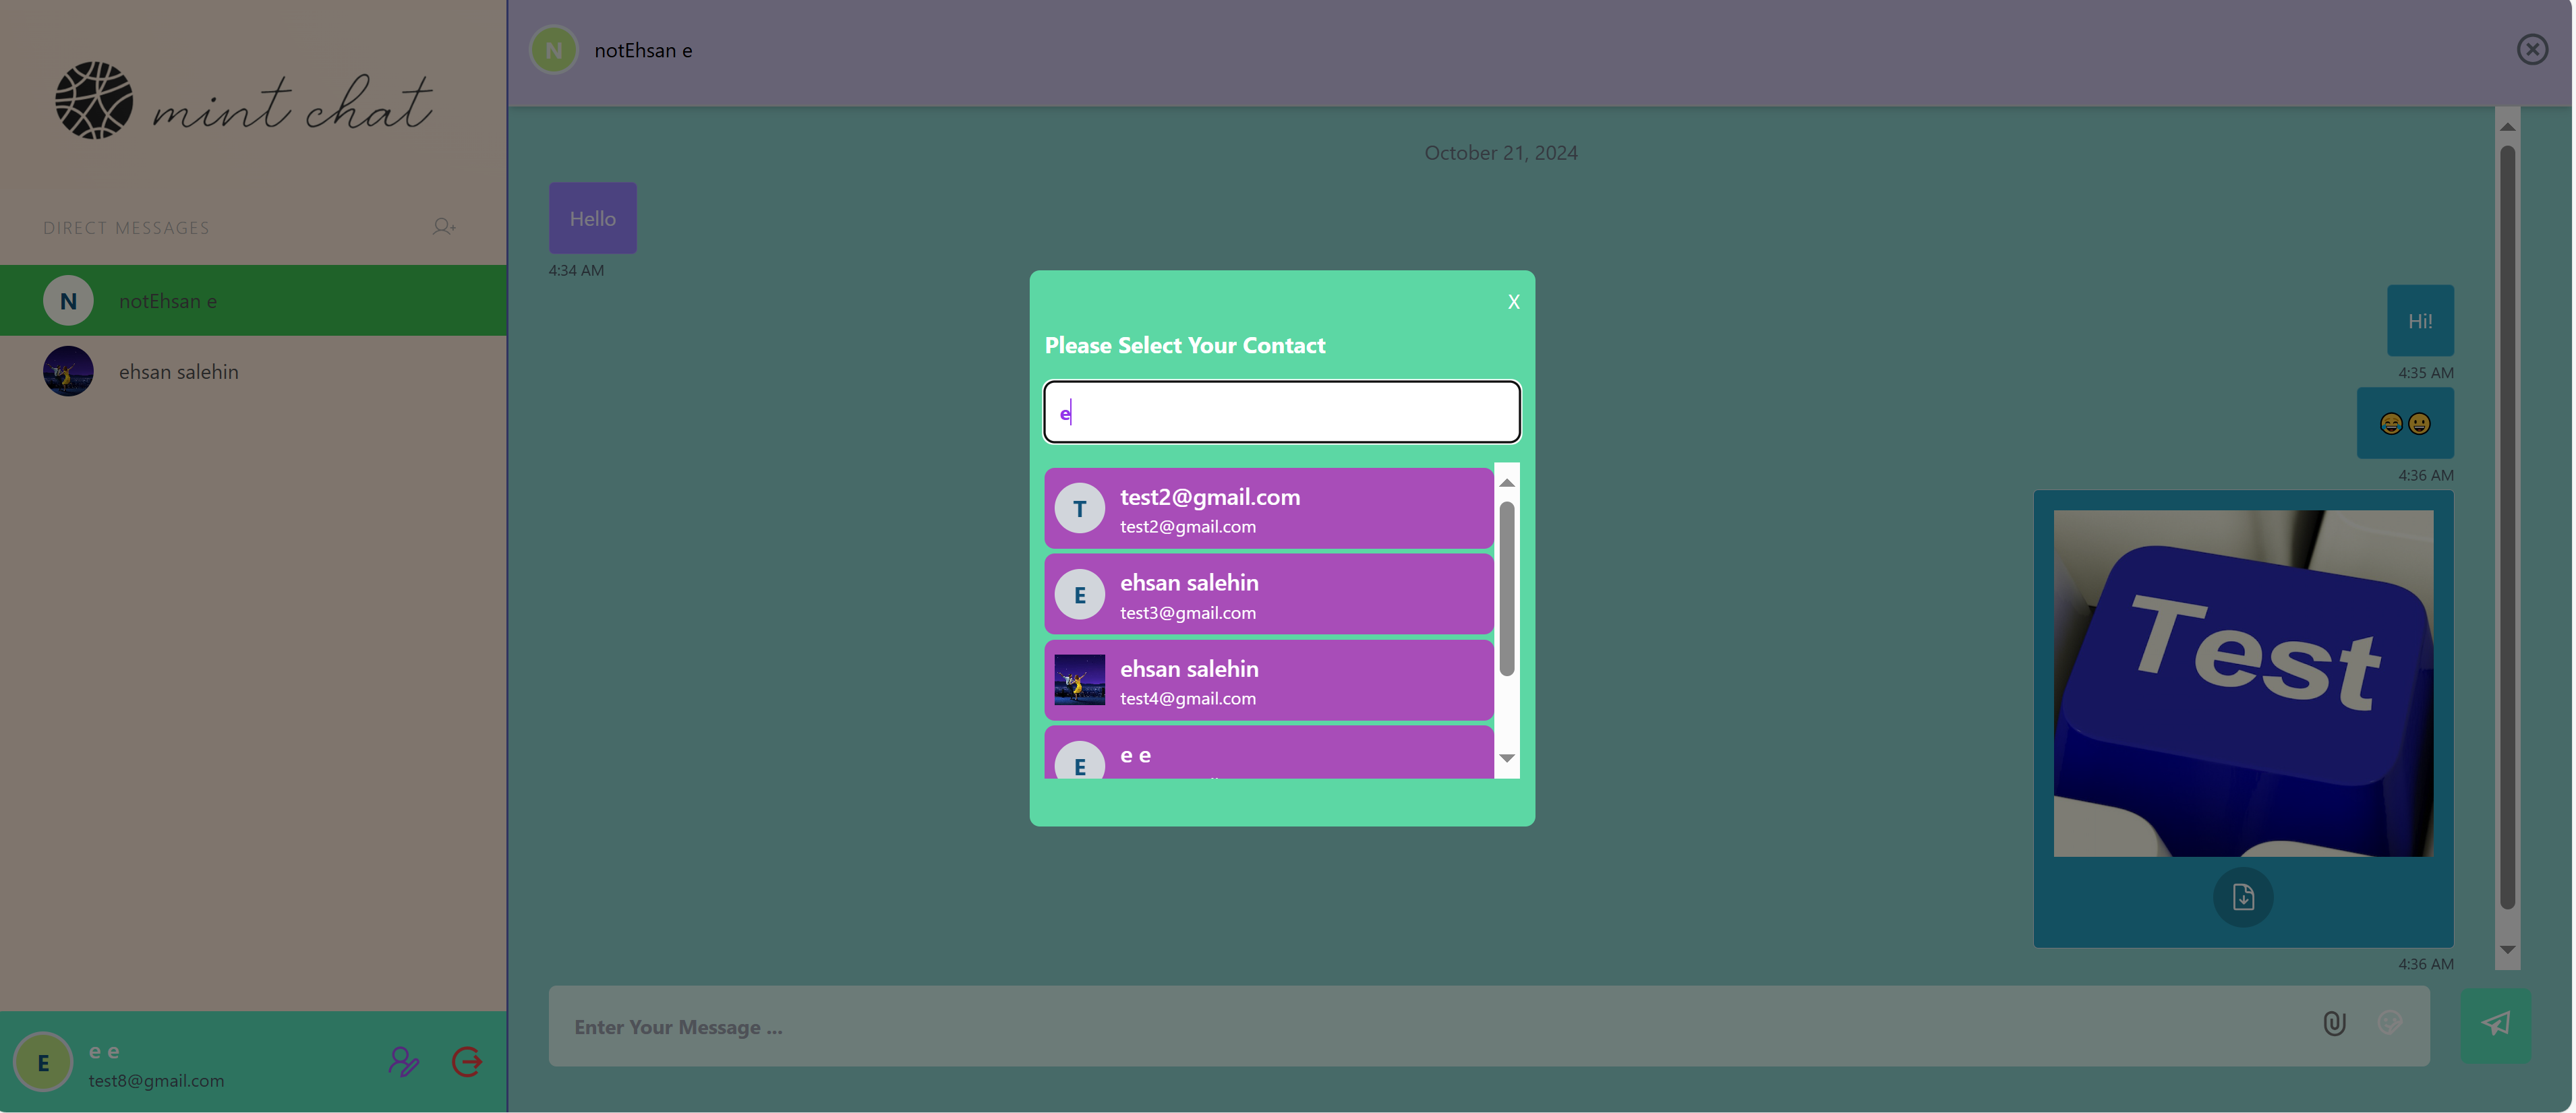 mint chat
DIRECT MESSAGES
N notEhsan e
ehsan salehin
E e e
test8@gmail.com
N notEhsan e
October 21, 2024
Hello
4:34 AM
Hi!
4:35 AM
😂😀
4:36 AM
Test
4:36 AM
Enter Your Message ...
X
Please Select Your Contact
e
T test2@gmail.com
test2@gmail.com
E ehsan salehin
test3@gmail.com
ehsan salehin
test4@gmail.com
E e e